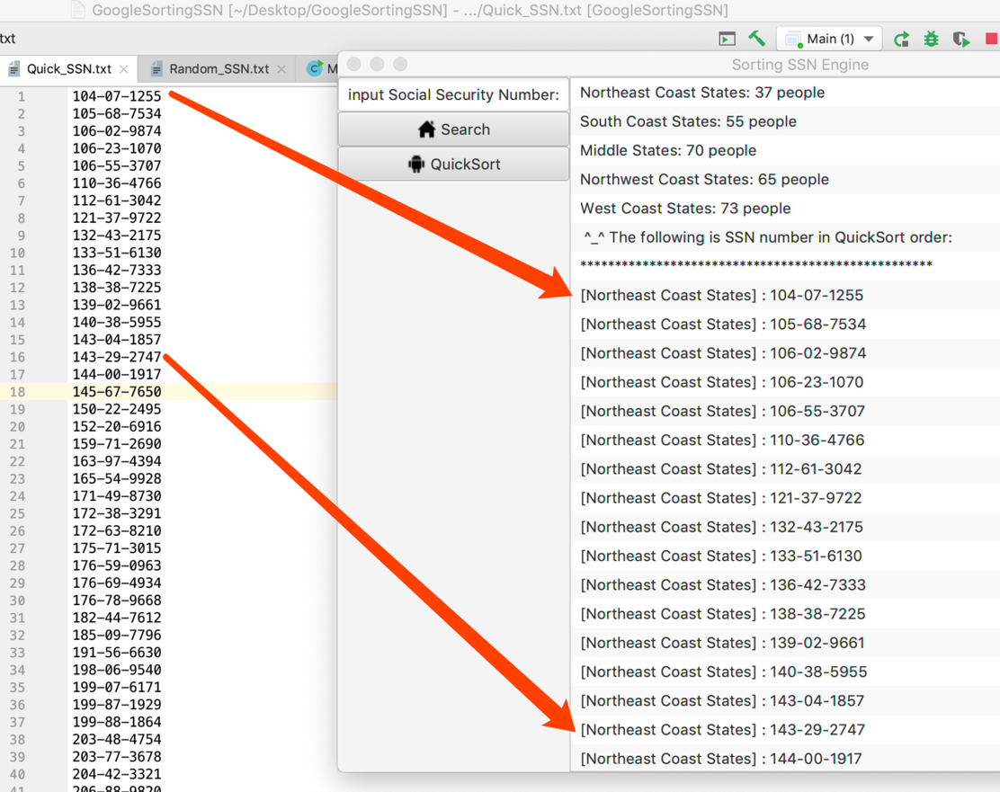 GoogleSortingSSN [~/Desktop/GoogleSortingSSN] - .../Quick_SSN.txt [GoogleSortingSSN]
txt
Main (1)
Quick_SSN.txt
Random_SSN.txt
M
1 104-07-1255
2 105-68-7534
3 106-02-9874
4 106-23-1070
5 106-55-3707
6 110-36-4766
7 112-61-3042
8 121-37-9722
9 132-43-2175
10 133-51-6130
11 136-42-7333
12 138-38-7225
13 139-02-9661
14 140-38-5955
15 143-04-1857
16 143-29-2747
17 144-00-1917
18 145-67-7650
19 150-22-2495
20 152-20-6916
21 159-71-2690
22 163-97-4394
23 165-54-9928
24 171-49-8730
25 172-38-3291
26 172-63-8210
27 175-71-3015
28 176-59-0963
29 176-69-4934
30 176-78-9668
31 182-44-7612
32 185-09-7796
33 191-56-6630
34 198-06-9540
35 199-07-6171
36 199-87-1929
37 199-88-1864
38 203-48-4754
39 203-77-3678
40 204-42-3321
Sorting SSN Engine
input Social Security Number:
Search
QuickSort
Northeast Coast States: 37 people
South Coast States: 55 people
Middle States: 70 people
Northwest Coast States: 65 people
West Coast States: 73 people
^_^ The following is SSN number in QuickSort order:
**************************************************
[Northeast Coast States] : 104-07-1255
[Northeast Coast States] : 105-68-7534
[Northeast Coast States] : 106-02-9874
[Northeast Coast States] : 106-23-1070
[Northeast Coast States] : 106-55-3707
[Northeast Coast States] : 110-36-4766
[Northeast Coast States] : 112-61-3042
[Northeast Coast States] : 121-37-9722
[Northeast Coast States] : 132-43-2175
[Northeast Coast States] : 133-51-6130
[Northeast Coast States] : 136-42-7333
[Northeast Coast States] : 138-38-7225
[Northeast Coast States] : 139-02-9661
[Northeast Coast States] : 140-38-5955
[Northeast Coast States] : 143-04-1857
[Northeast Coast States] : 143-29-2747
[Northeast Coast States] : 144-00-1917